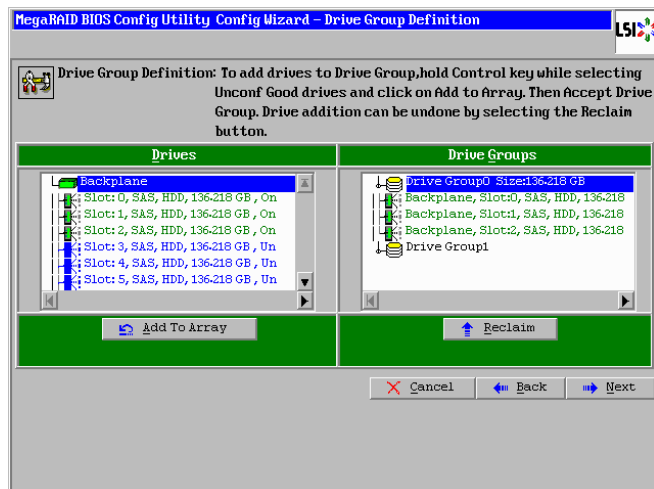 MegaRAID BIOS Config Utility Config Wizard – Drive Group Definition
LSI
Drive Group Definition: To add drives to Drive Group,hold Control key while selecting
Unconf Good drives and click on Add to Array. Then Accept Drive
Group. Drive addition can be undone by selecting the Reclaim
button.
Drives
Backplane
Slot: 0, SAS, HDD, 136.218 GB , On
Slot: 1, SAS, HDD, 136.218 GB , On
Slot: 2, SAS, HDD, 136.218 GB , On
Slot: 3, SAS, HDD, 136.218 GB , Un
Slot: 4, SAS, HDD, 136.218 GB , Un
Slot: 5, SAS, HDD, 136.218 GB , Un
Add To Array
Drive Groups
Drive Group0 Size:136.218 GB
Backplane, Slot:0, SAS, HDD, 136.218
Backplane, Slot:1, SAS, HDD, 136.218
Backplane, Slot:2, SAS, HDD, 136.218
Drive Group1
Reclaim
Cancel
Back
Next